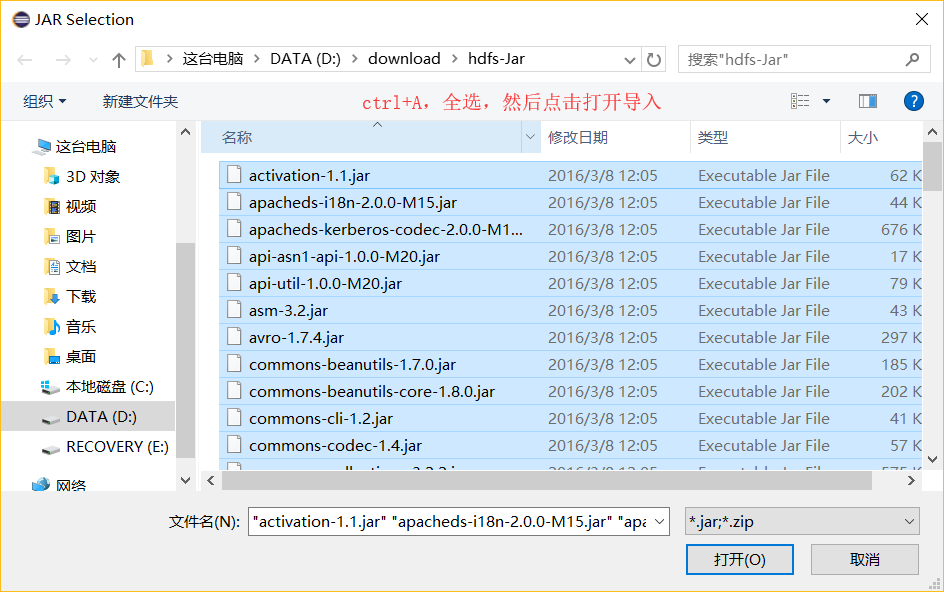 JAR Selection
这台电脑 DATA (D:) download hdfs-Jar 搜索"hdfs-Jar"
组织 新建文件夹 ctrl+A，全选，然后点击打开导入
名称 修改日期 类型 大小
这台电脑
3D 对象
视频
图片
文档
下载
音乐
桌面
本地磁盘 (C:)
DATA (D:)
RECOVERY (E:)
网络
activation-1.1.jar 2016/3/8 12:05 Executable Jar File 62 K
apacheds-i18n-2.0.0-M15.jar 2016/3/8 12:05 Executable Jar File 44 K
apacheds-kerberos-codec-2.0.0-M1... 2016/3/8 12:05 Executable Jar File 676 K
api-asn1-api-1.0.0-M20.jar 2016/3/8 12:05 Executable Jar File 17 K
api-util-1.0.0-M20.jar 2016/3/8 12:05 Executable Jar File 79 K
asm-3.2.jar 2016/3/8 12:05 Executable Jar File 43 K
avro-1.7.4.jar 2016/3/8 12:05 Executable Jar File 297 K
commons-beanutils-1.7.0.jar 2016/3/8 12:05 Executable Jar File 185 K
commons-beanutils-core-1.8.0.jar 2016/3/8 12:05 Executable Jar File 202 K
commons-cli-1.2.jar 2016/3/8 12:05 Executable Jar File 41 K
commons-codec-1.4.jar 2016/3/8 12:05 Executable Jar File 57 K
文件名(N): "activation-1.1.jar" "apacheds-i18n-2.0.0-M15.jar" "apa *.jar;*.zip
打开(O) 取消